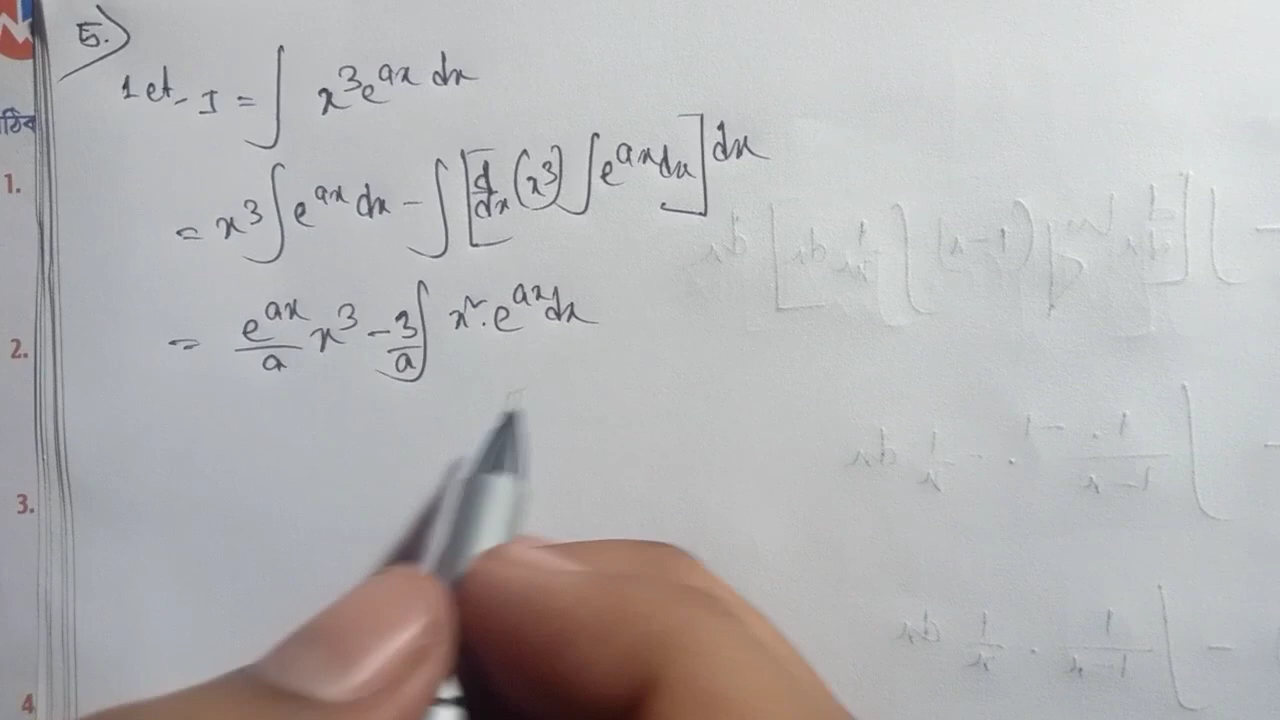 5.)
let I = ∫ x³e^{ax} dx
= x³∫e^{ax} dx - ∫[d/dx (x³) ∫e^{ax}dx] dx
= e^{ax}/a x³ - 3/a ∫ x².e^{ax}dx
ঠিক
1.
2.
3.
4